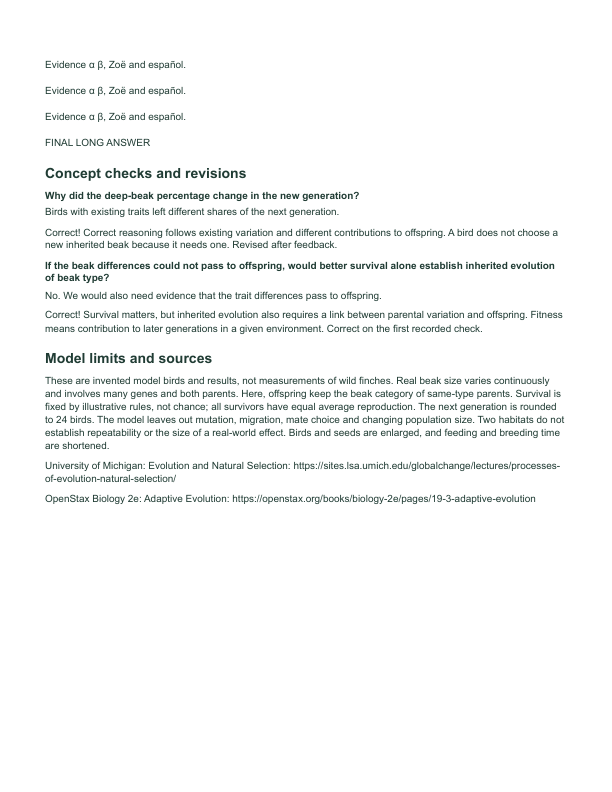 Evidence α β, Zoë and español.
Evidence α β, Zoë and español.
Evidence α β, Zoë and español.
FINAL LONG ANSWER
Concept checks and revisions
Why did the deep-beak percentage change in the new generation?
Birds with existing traits left different shares of the next generation.
Correct! Correct reasoning follows existing variation and different contributions to offspring. A bird does not choose a
new inherited beak because it needs one. Revised after feedback.
If the beak differences could not pass to offspring, would better survival alone establish inherited evolution
of beak type?
No. We would also need evidence that the trait differences pass to offspring.
Correct! Survival matters, but inherited evolution also requires a link between parental variation and offspring. Fitness
means contribution to later generations in a given environment. Correct on the first recorded check.
Model limits and sources
These are invented model birds and results, not measurements of wild finches. Real beak size varies continuously
and involves many genes and both parents. Here, offspring keep the beak category of same-type parents. Survival is
fixed by illustrative rules, not chance; all survivors have equal average reproduction. The next generation is rounded
to 24 birds. The model leaves out mutation, migration, mate choice and changing population size. Two habitats do not
establish repeatability or the size of a real-world effect. Birds and seeds are enlarged, and feeding and breeding time
are shortened.
University of Michigan: Evolution and Natural Selection: https://sites.lsa.umich.edu/globalchange/lectures/processes-
of-evolution-natural-selection/
OpenStax Biology 2e: Adaptive Evolution: https://openstax.org/books/biology-2e/pages/19-3-adaptive-evolution